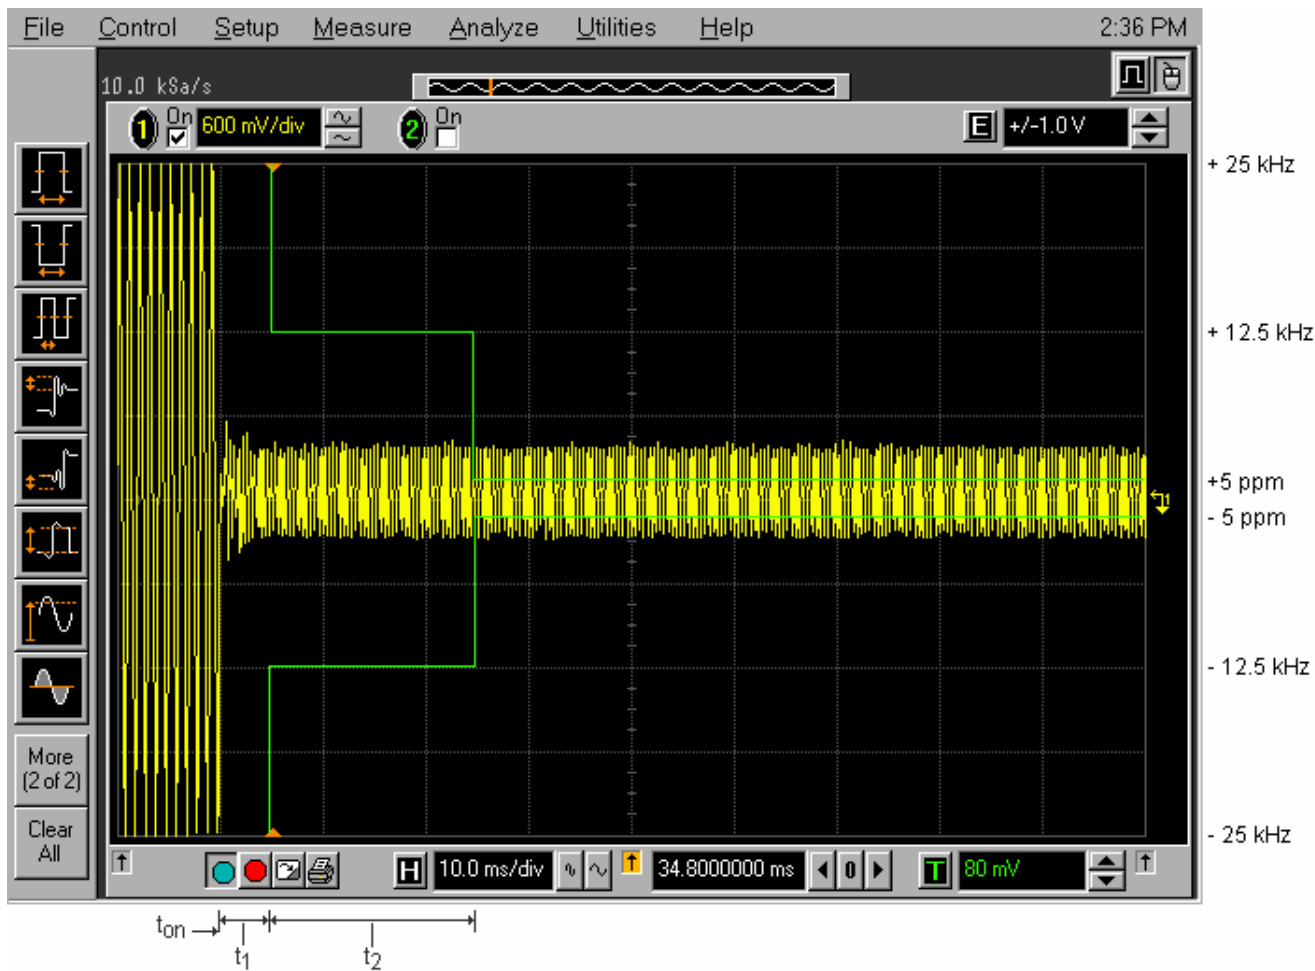 File Control Setup Measure Analyze Utilities Help 2:36 PM
10.0 kSa/s
1 On 600 mV/div 2 On E +/-1.0 V
+ 25 kHz
+ 12.5 kHz
+5 ppm
- 5 ppm
1
- 12.5 kHz
- 25 kHz
More
(2 of 2)
Clear
All
H 10.0 ms/div 34.8000000 ms 0 T 80 mV
ton
t1
t2